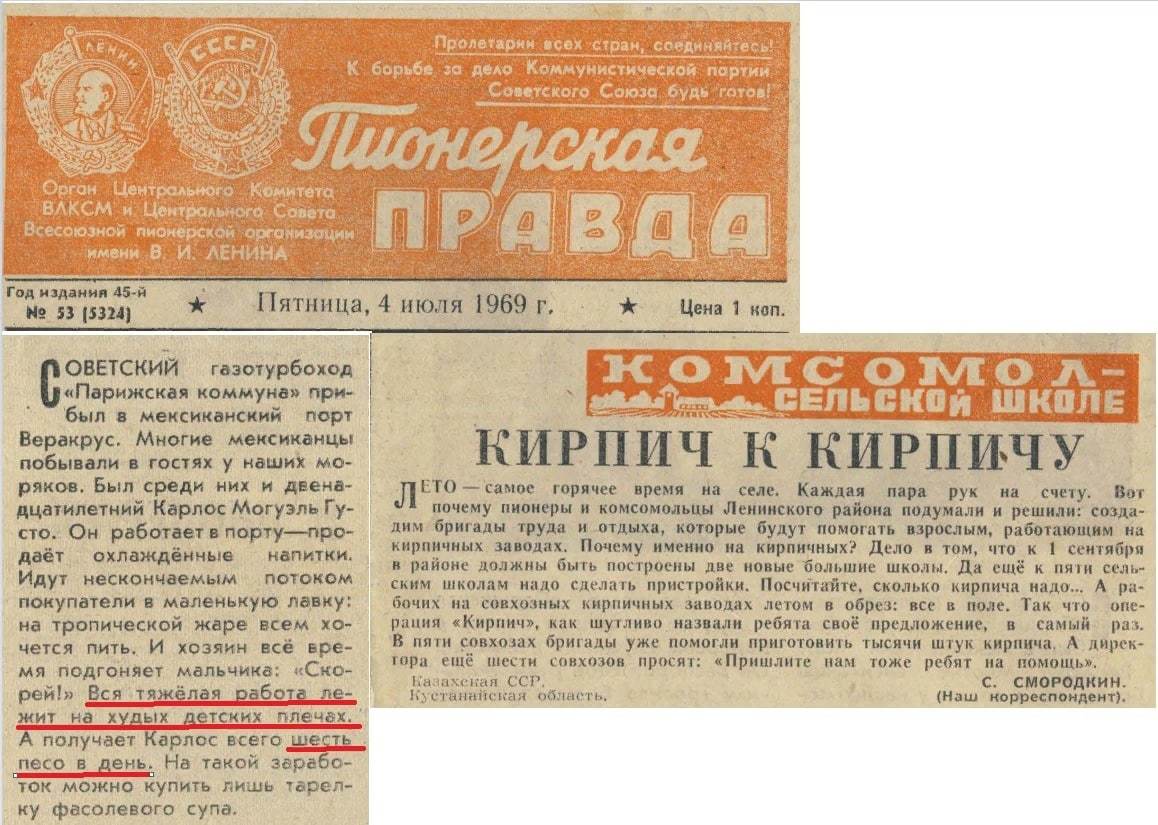 ЛЕНИН
СССР
Пролетарии всех стран, соединяйтесь!
К борьбе за дело Коммунистической партии
Советского Союза будь готов!
Пионерская
ПРАВДА
Орган Центрального Комитета
ВЛКСМ и Центрального Совета
Всесоюзной пионерской организации
имени В. И. ЛЕНИНА
Год издания 45-й
№ 53 (5324)
★ Пятница, 4 июля 1969 г. ★
Цена 1 коп.
СОВЕТСКИЙ газотурбоход
«Парижская коммуна» при-
был в мексиканский порт
Веракрус. Многие мексиканцы
побывали в гостях у наших мо-
ряков. Был среди них и двена-
дцатилетний Карлос Могуэль Гу-
сто. Он работает в порту—про-
даёт охлаждённые напитки.
Идут нескончаемым потоком
покупатели в маленькую лавку:
на тропической жаре всем хо-
чется пить. И хозяин всё вре-
мя подгоняет мальчика: «Ско-
рей!» Вся тяжёлая работа ле-
жит на худых детских плечах.
А получает Карлос всего шесть
песо в день. На такой зарабо-
ток можно купить лишь тарел-
ку фасолевого супа.
КОМСОМОЛ–
СЕЛЬСКОЙ ШКОЛЕ
КИРПИЧ К КИРПИЧУ
ЛЕТО — самое горячее время на селе. Каждая пара рук на счету. Вот
почему пионеры и комсомольцы Ленинского района подумали и решили: созда-
дим бригады труда и отдыха, которые будут помогать взрослым, работающим на
кирпичных заводах. Почему именно на кирпичных? Дело в том, что к 1 сентября
в районе должны быть построены две новые большие школы. Да ещё к пяти сель-
ским школам надо сделать пристройки. Посчитайте, сколько кирпича надо... А ра-
бочих на совхозных кирпичных заводах летом в обрез: все в поле. Так что опе-
рация «Кирпич», как шутливо назвали ребята своё предложение, в самый раз.
В пяти совхозах бригады уже помогли приготовить тысячи штук кирпича. А дирек-
тора ещё шести совхозов просят: «Пришлите нам тоже ребят на помощь».
Казахская ССР,
Кустанайская область.
С. СМОРОДКИН.
(Наш корреспондент).